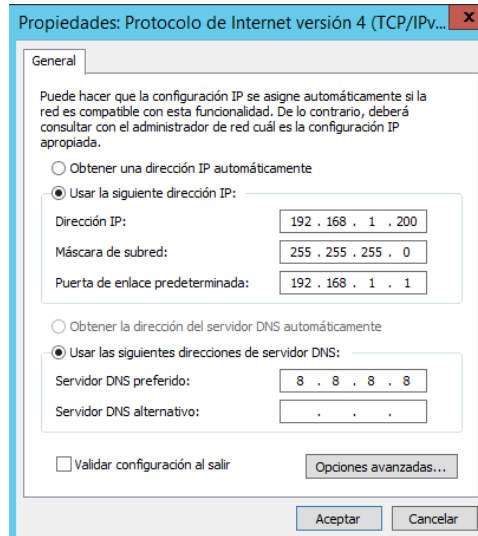 Propiedades: Protocolo de Internet versión 4 (TCP/IPv...
x
General
Puede hacer que la configuración IP se asigne automáticamente si la
red es compatible con esta funcionalidad. De lo contrario, deberá
consultar con el administrador de red cuál es la configuración IP
apropiada.
Obtener una dirección IP automáticamente
Usar la siguiente dirección IP:
Dirección IP: 192 . 168 . 1 . 200
Máscara de subred: 255 . 255 . 255 . 0
Puerta de enlace predeterminada: 192 . 168 . 1 . 1
Obtener la dirección del servidor DNS automáticamente
Usar las siguientes direcciones de servidor DNS:
Servidor DNS preferido: 8 . 8 . 8 . 8
Servidor DNS alternativo: . . .
Validar configuración al salir Opciones avanzadas...
Aceptar Cancelar